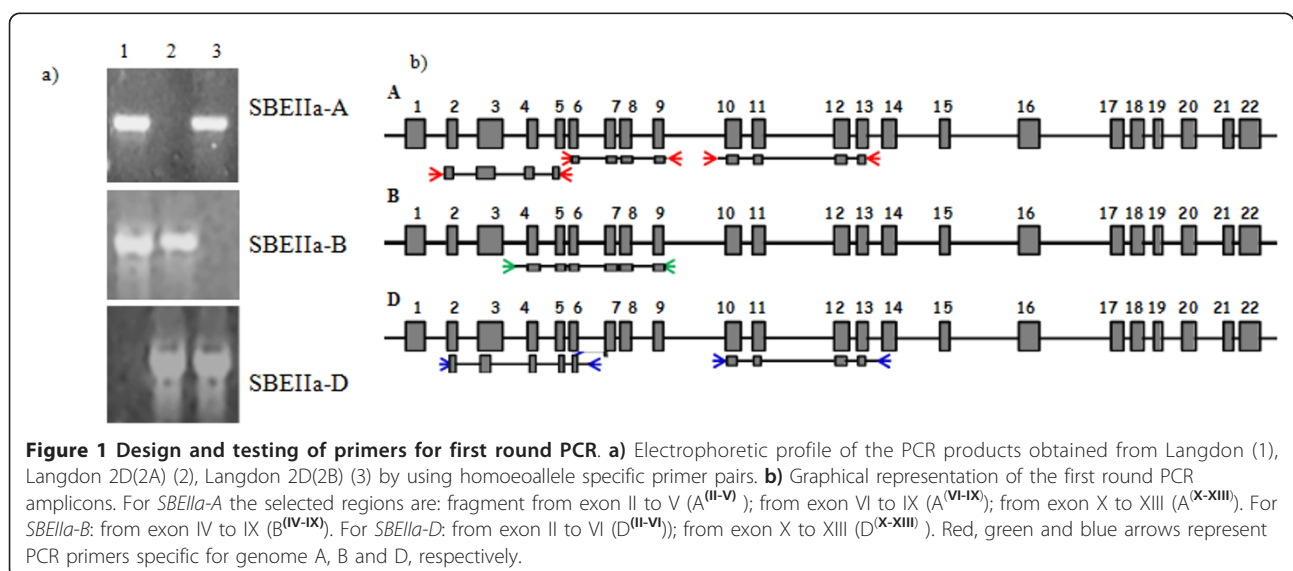 a)
1 2 3
SBEIIa-A
SBEIIa-B
SBEIIa-D
b)
A
1 2 3 4 5 6 7 8 9 10 11 12 13 14 15 16 17 18 19 20 21 22
B
1 2 3 4 5 6 7 8 9 10 11 12 13 14 15 16 17 18 19 20 21 22
D
1 2 3 4 5 6 7 8 9 10 11 12 13 14 15 16 17 18 19 20 21 22
Figure 1 Design and testing of primers for first round PCR. a) Electrophoretic profile of the PCR products obtained from Langdon (1),
Langdon 2D(2A) (2), Langdon 2D(2B) (3) by using homoeoallele specific primer pairs. b) Graphical representation of the first round PCR
amplicons. For SBEIIa-A the selected regions are: fragment from exon II to V (A(II-V) ); from exon VI to IX (A(VI-IX)); from exon X to XIII (A(X-XIII)). For
SBEIIa-B: from exon IV to IX (B(IV-IX)). For SBEIIa-D: from exon II to VI (D(II-VI))); from exon X to XIII (D(X-XIII) ). Red, green and blue arrows represent
PCR primers specific for genome A, B and D, respectively.